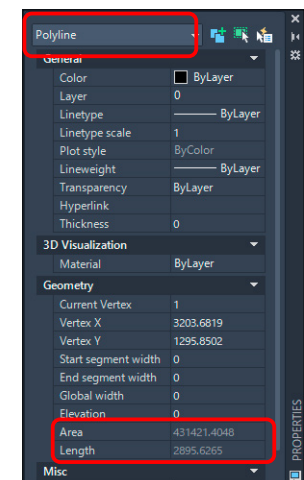 Polyline
General
Color ByLayer
Layer 0
Linetype ByLayer
Linetype scale 1
Plot style ByColor
Lineweight ByLayer
Transparency ByLayer
Hyperlink
Thickness 0
3D Visualization
Material ByLayer
Geometry
Current Vertex 1
Vertex X 3203.6819
Vertex Y 1295.8502
Start segment width 0
End segment width 0
Global width 0
Elevation 0
Area 431421.4048
Length 2895.6265
Misc
PROPERTIES